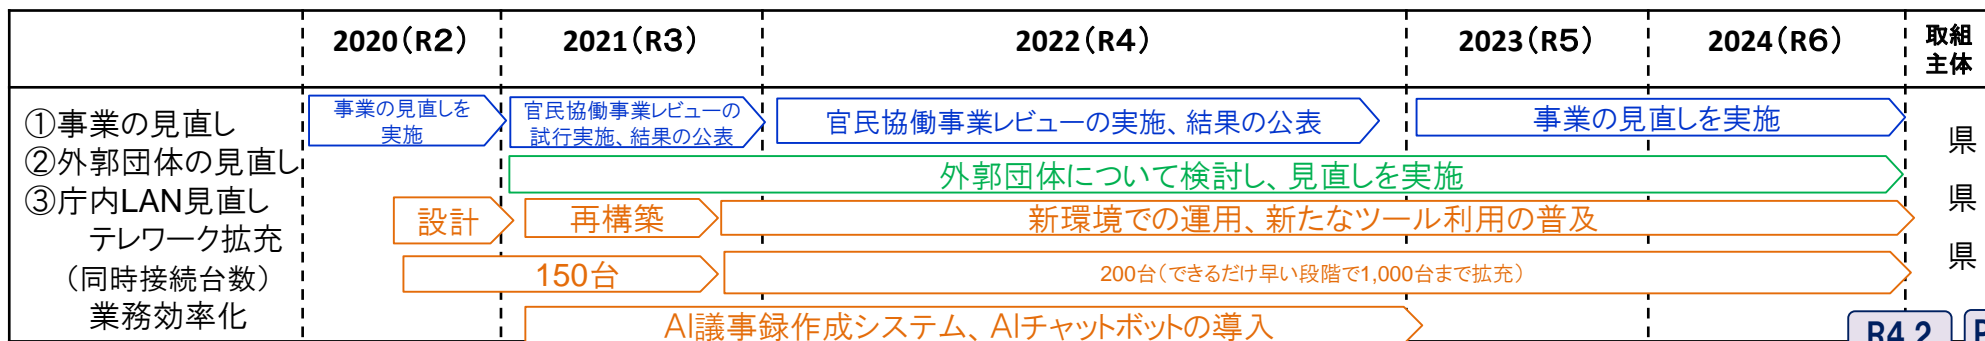 2020（R2）
2021（R3）
2022（R4）
2023（R5）
2024（R6）
取組
主体
①事業の見直し
②外郭団体の見直し
③庁内LAN見直し
テレワーク拡充
（同時接続台数）
業務効率化
事業の見直しを
実施
官民協働事業レビューの
試行実施、結果の公表
官民協働事業レビューの実施、結果の公表
事業の見直しを実施
県
外郭団体について検討し、見直しを実施
県
設計
再構築
新環境での運用、新たなツール利用の普及
県
150台
200台（できるだけ早い段階で1,000台まで拡充）
AI議事録作成システム、AIチャットボットの導入
R4.2